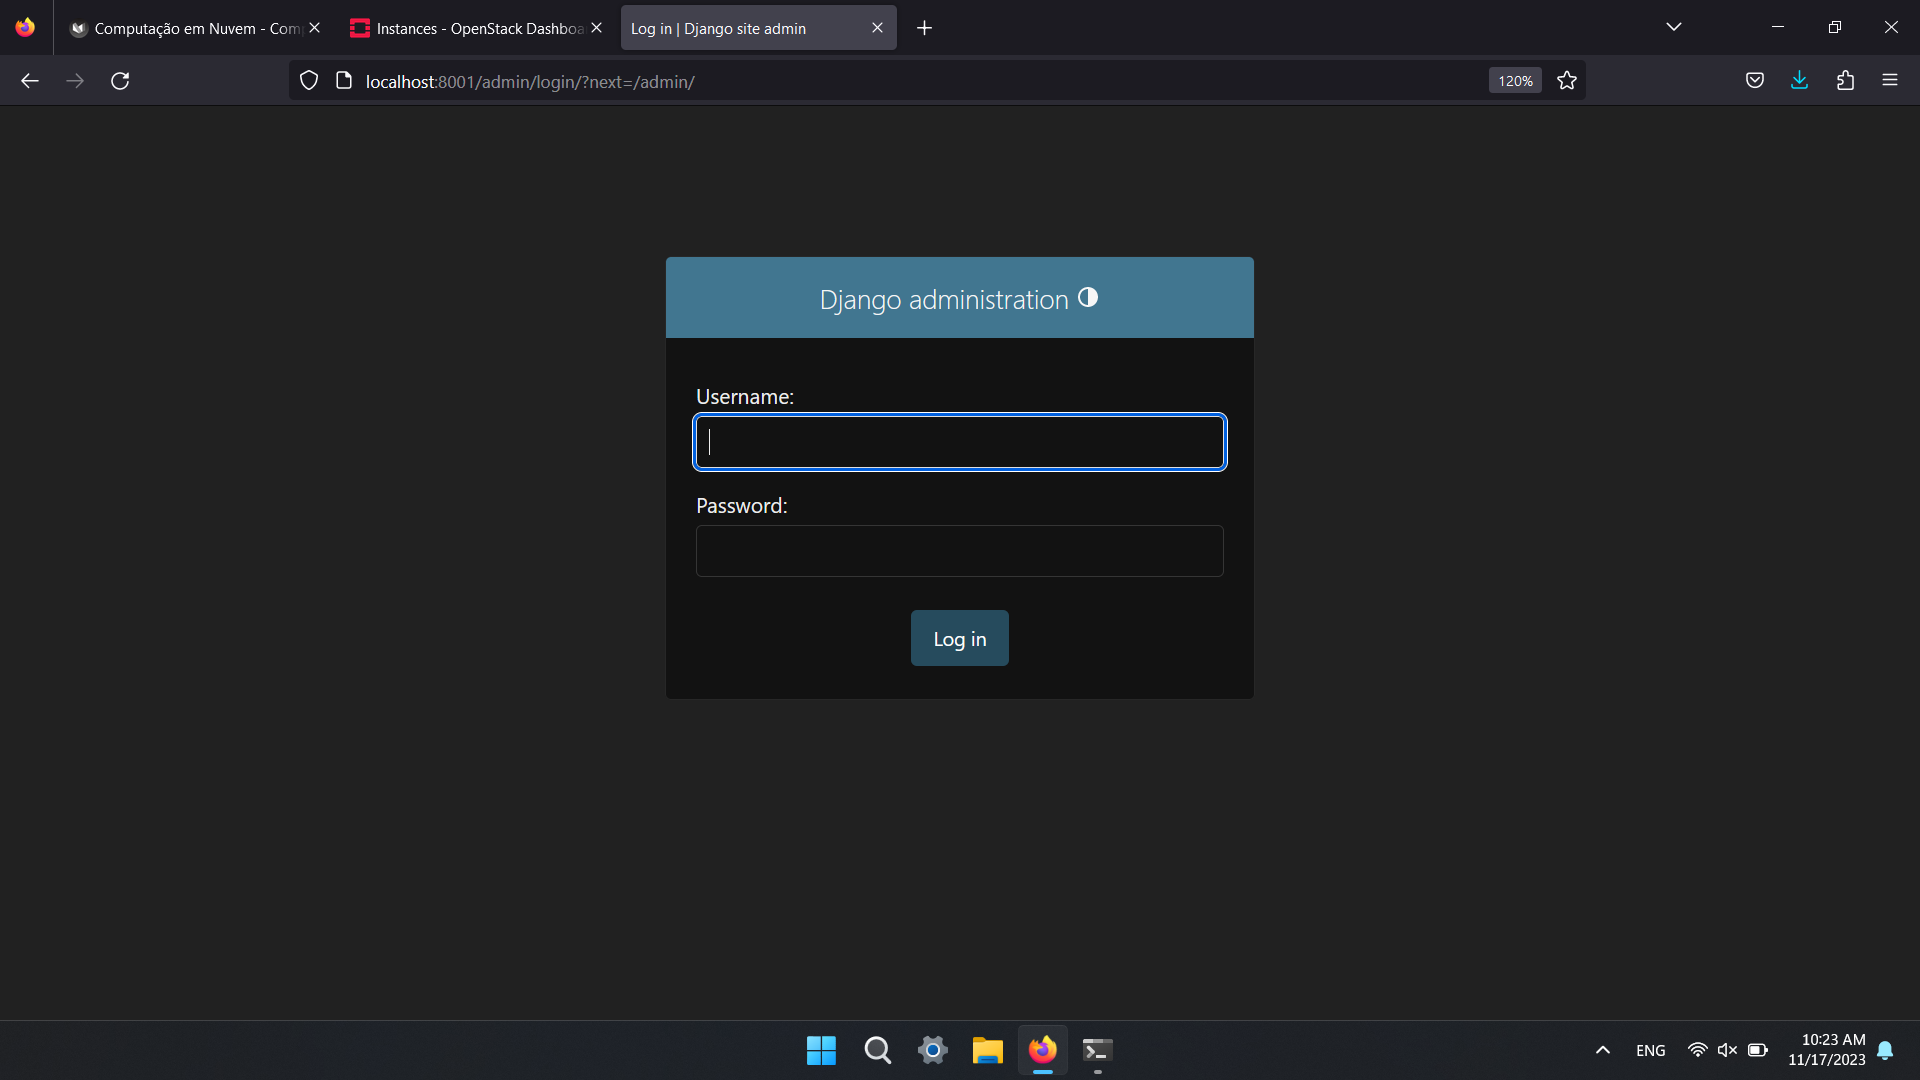 Computação em Nuvem - Com
Instances - OpenStack Dashboa
Log in | Django site admin
localhost:8001/admin/login/?next=/admin/
120%
Django administration
Username:
Password:
Log in
ENG
10:23 AM
11/17/2023